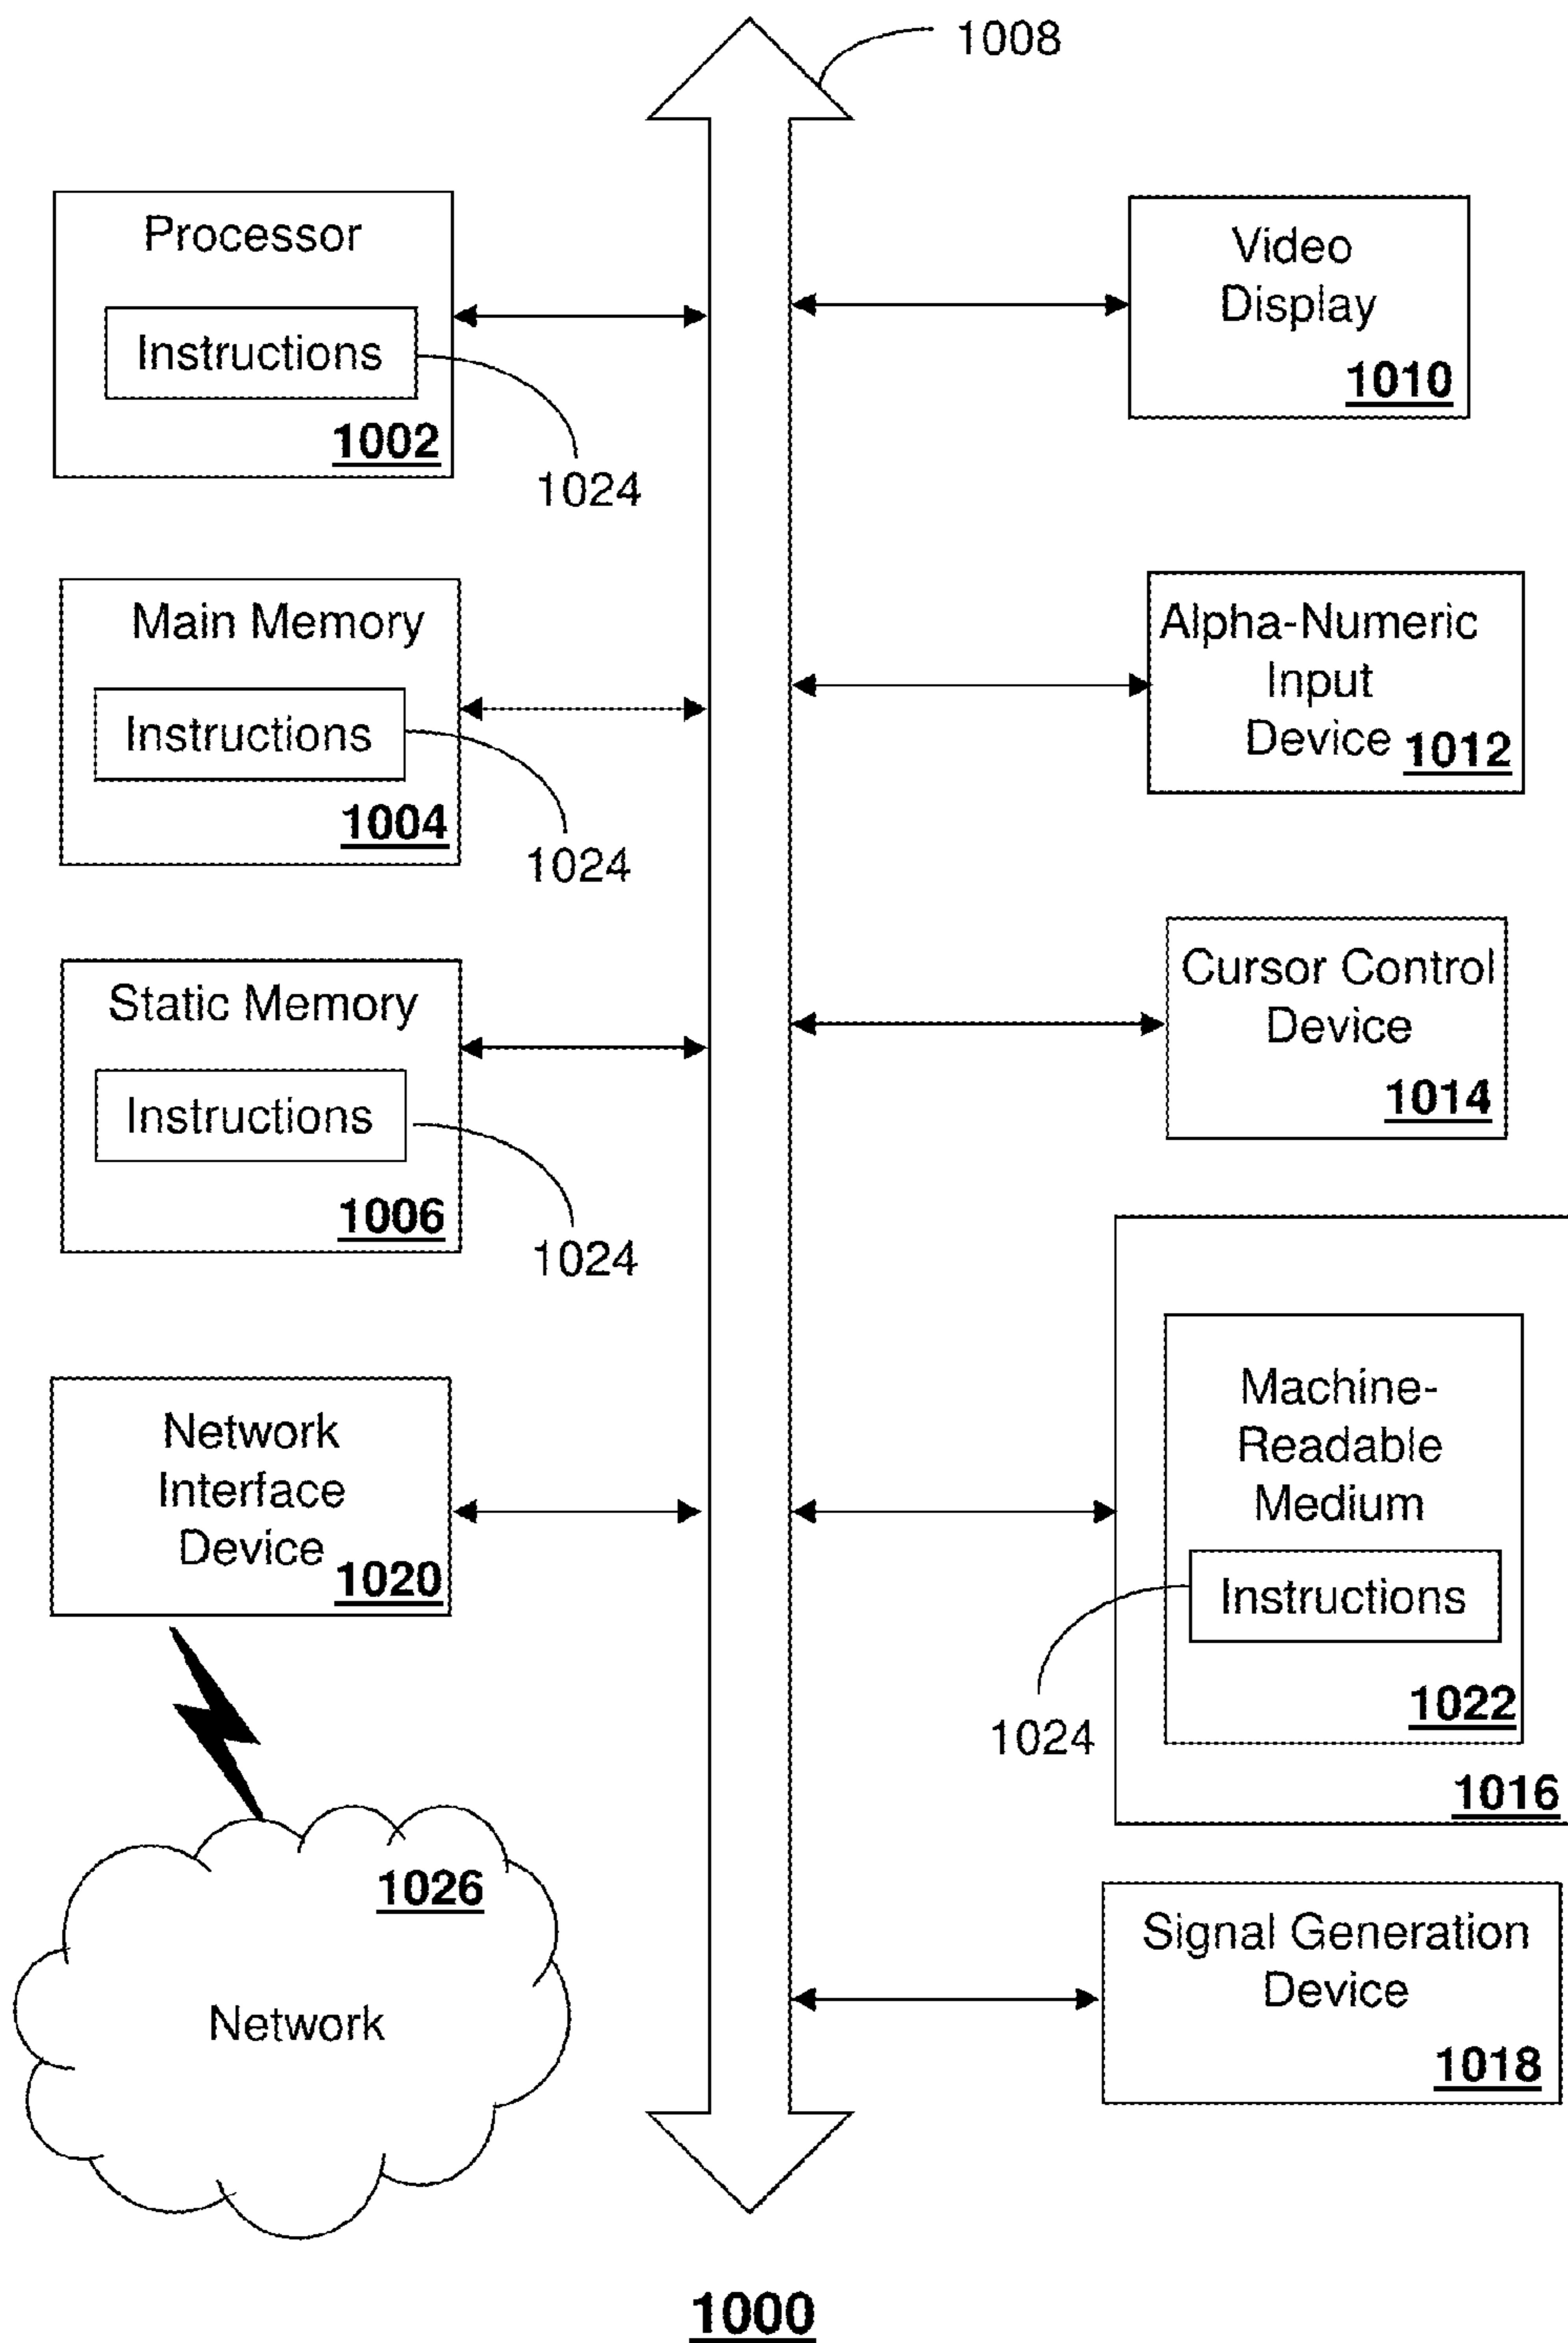 1008
Processor
Instructions
1002
1024
Main Memory
Instructions
1004
1024
Static Memory
Instructions
1006
1024
Network
Interface
Device
1020
1026
Network
Video
Display
1010
Alpha-Numeric
Input
Device 1012
Cursor Control
Device
1014
Machine-
Readable
Medium
Instructions
1022
1024
1016
Signal Generation
Device
1018
1000